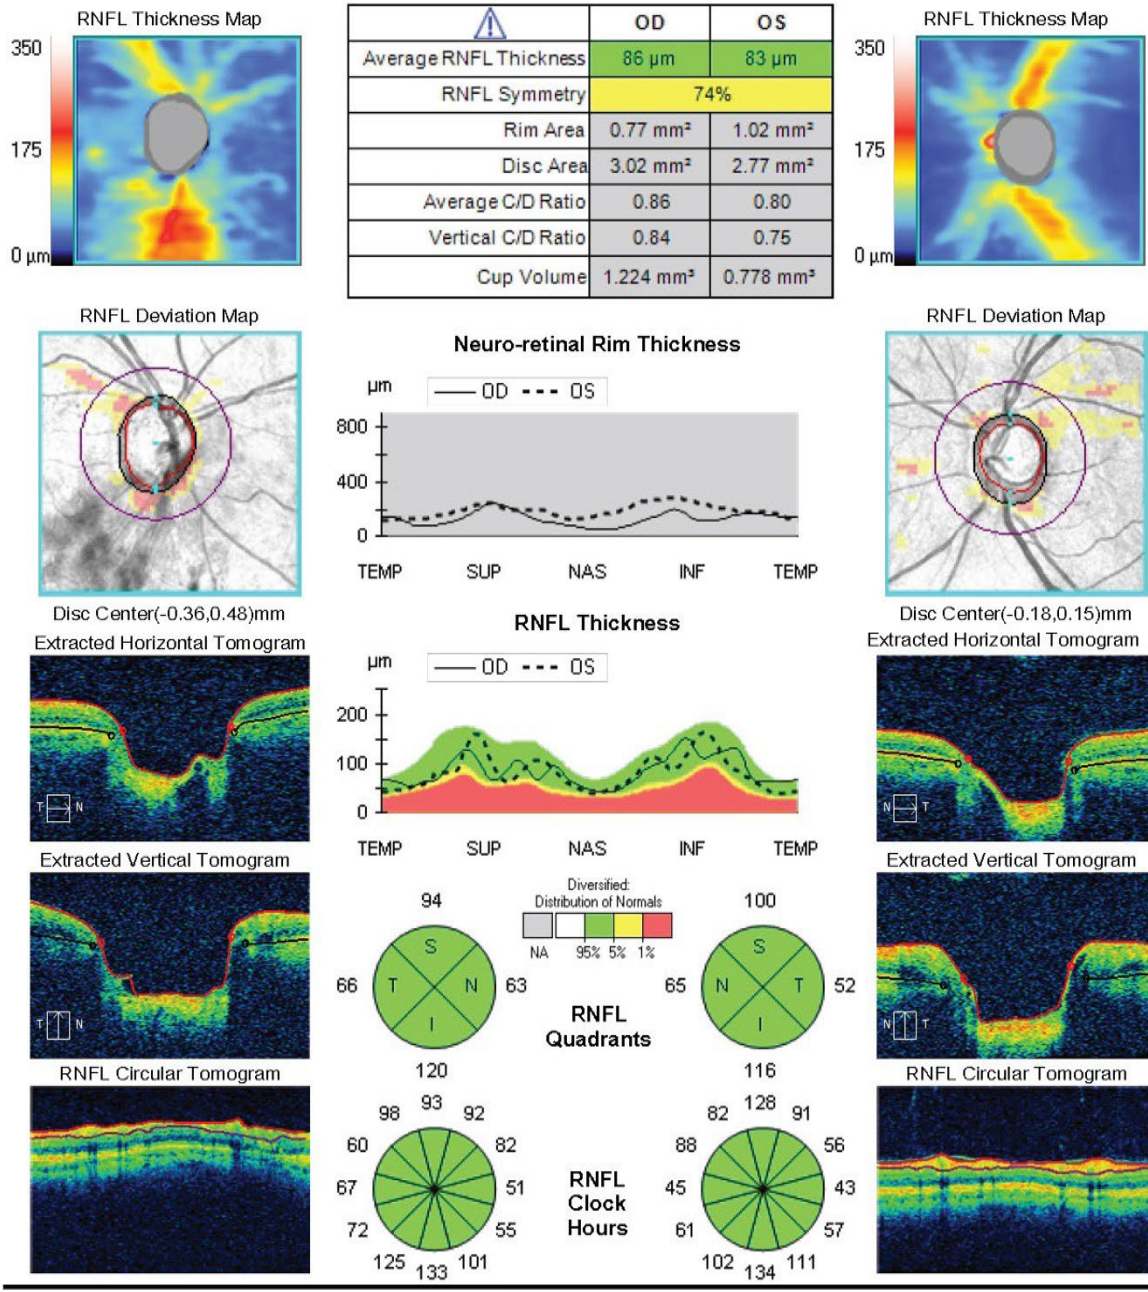 RNFL Thickness Map
350
175
0 µm
OD OS
Average RNFL Thickness 86 µm 83 µm
RNFL Symmetry 74%
Rim Area 0.77 mm² 1.02 mm²
Disc Area 3.02 mm² 2.77 mm²
Average C/D Ratio 0.86 0.80
Vertical C/D Ratio 0.84 0.75
Cup Volume 1.224 mm³ 0.778 mm³
RNFL Thickness Map
350
175
0 µm
RNFL Deviation Map
Disc Center(-0.36,0.48)mm
Neuro-retinal Rim Thickness
µm
OD OS
800
400
0
TEMP SUP NAS INF TEMP
RNFL Deviation Map
Disc Center(-0.18,0.15)mm
Extracted Horizontal Tomogram
T N
Extracted Vertical Tomogram
T N
RNFL Circular Tomogram
RNFL Thickness
µm
OD OS
200
100
0
TEMP SUP NAS INF TEMP
Diversified:
Distribution of Normals
NA 95% 5% 1%
94
S
66 T N 63
I
120
RNFL
Quadrants
100
S
65 N T 52
I
116
93
98 92
60 82
67 51
72 55
125 101
133
RNFL
Clock
Hours
128
82 91
88 56
45 43
61 57
102 111
134
Extracted Horizontal Tomogram
N T
Extracted Vertical Tomogram
N T
RNFL Circular Tomogram